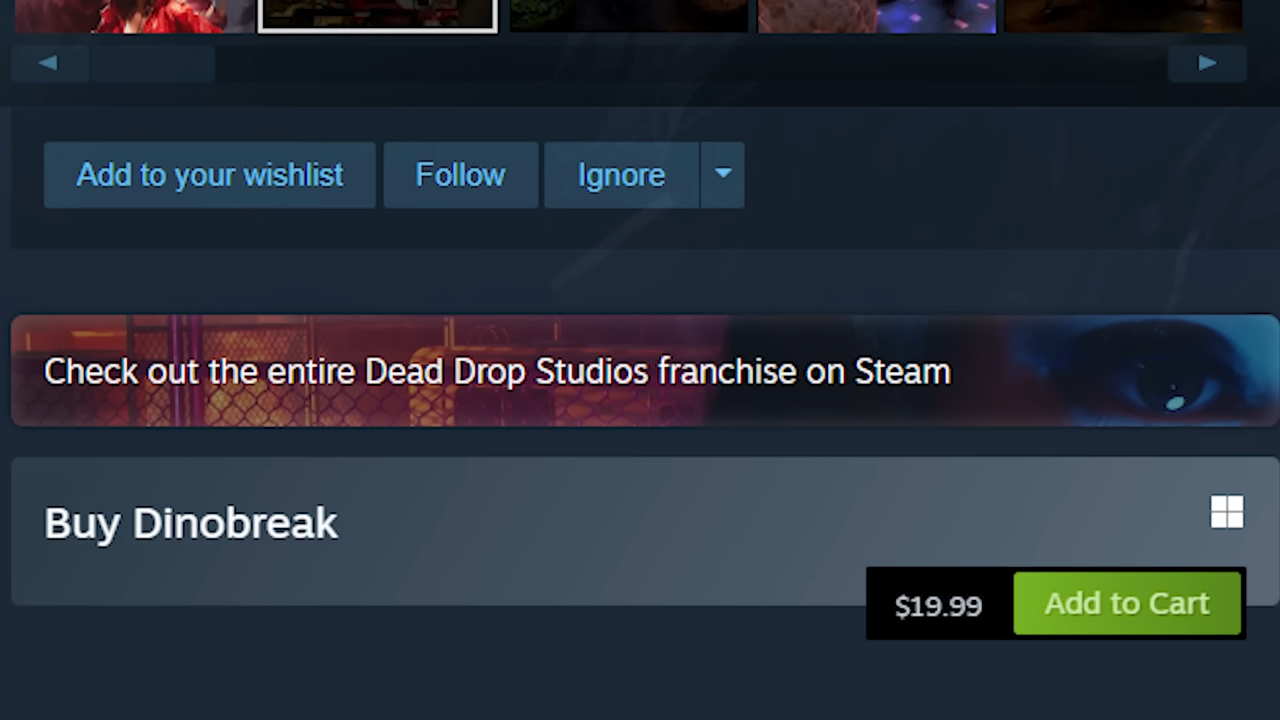 Add to your wishlist
Follow
Ignore
Check out the entire Dead Drop Studios franchise on Steam
Buy Dinobreak
$19.99
Add to Cart